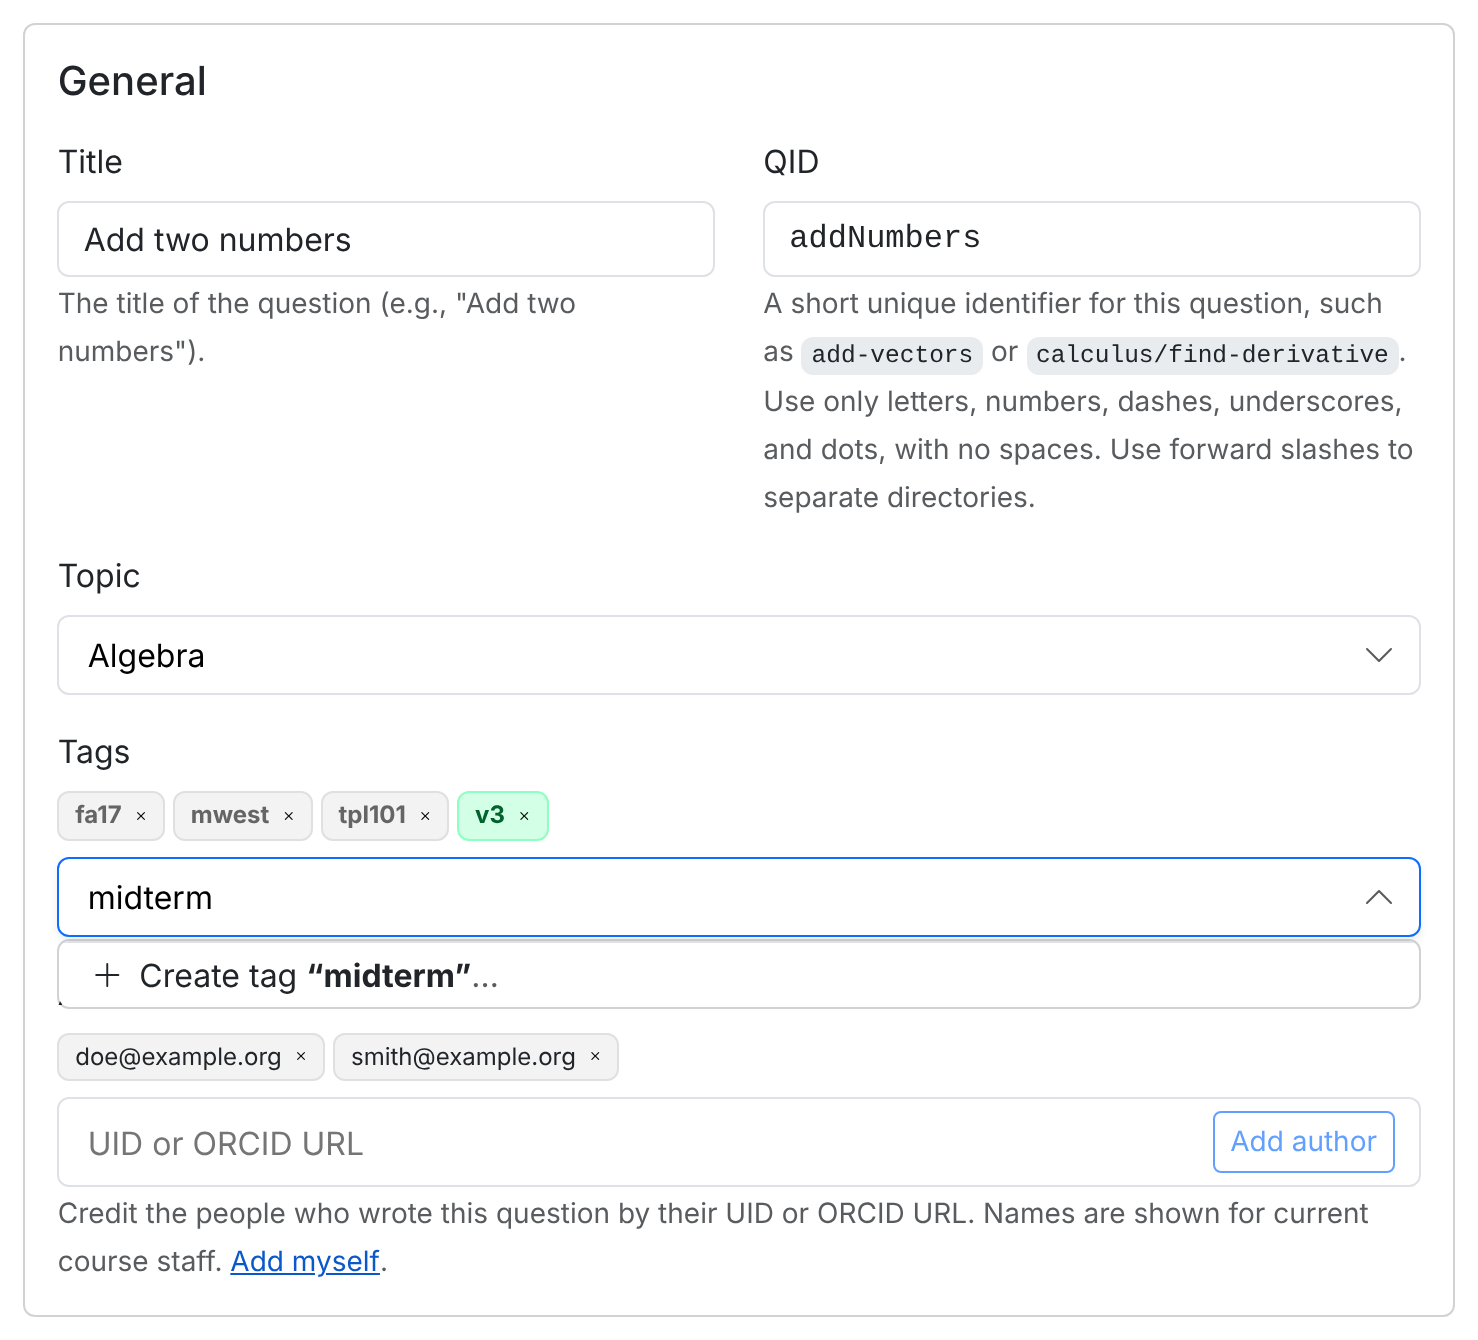 General
Title
QID
Add two numbers
addNumbers
The title of the question (e.g., "Add two
numbers").
A short unique identifier for this question, such
as add-vectors or calculus/find-derivative.
Use only letters, numbers, dashes, underscores,
and dots, with no spaces. Use forward slashes to
separate directories.
Topic
Algebra
Tags
fa17 × mwest × tpl101 × v3 ×
midterm
+ Create tag “midterm”...
doe@example.org × smith@example.org ×
UID or ORCID URL
Add author
Credit the people who wrote this question by their UID or ORCID URL. Names are shown for current
course staff. Add myself.